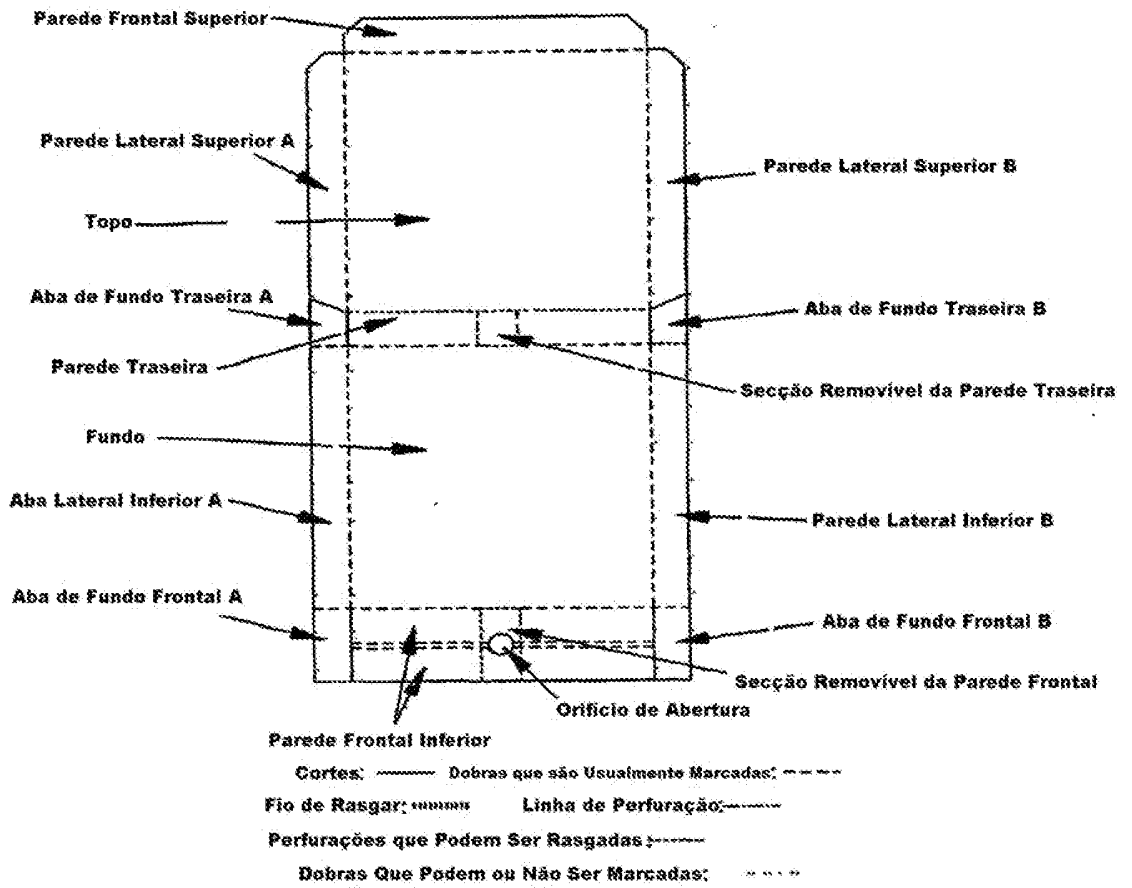 Parede Frontal Superior
Parede Lateral Superior A
Parede Lateral Superior B
Topo
Aba de Fundo Traseira A
Aba de Fundo Traseira B
Parede Traseira
Secção Removível da Parede Traseira
Fundo
Aba Lateral Inferior A
Parede Lateral Inferior B
Aba de Fundo Frontal A
Aba de Fundo Frontal B
Secção Removível da Parede Frontal
Orifício de Abertura
Parede Frontal Inferior
Cortes: Dobras que são Usualmente Marcadas:
Fio de Rasgar: Linha de Perfuração:
Perfurações que Podem Ser Rasgadas:
Dobras Que Podem ou Não Ser Marcadas: